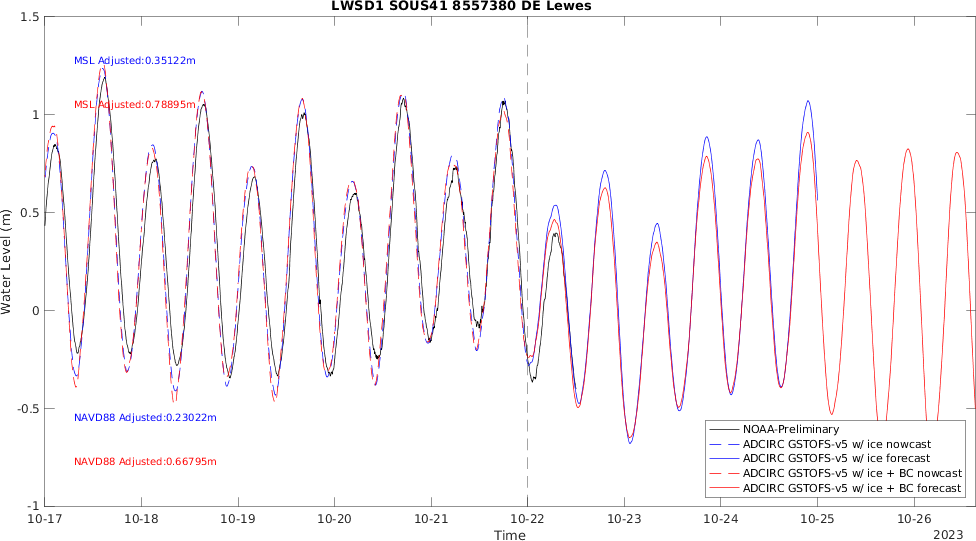 LWSD1 SOUS41 8557380 DE Lewes
1.5
1
0.5
0
-0.5
-1
Water Level (m)
MSL Adjusted:0.35122m
MSL Adjusted:0.78895m
NAVD88 Adjusted:0.23022m
NAVD88 Adjusted:0.66795m
NOAA-Preliminary
ADCIRC GSTOFS-v5 w/ ice nowcast
ADCIRC GSTOFS-v5 w/ ice forecast
ADCIRC GSTOFS-v5 w/ ice + BC nowcast
ADCIRC GSTOFS-v5 w/ ice + BC forecast
10-17 10-18 10-19 10-20 10-21 10-22 10-23 10-24 10-25 10-26
Time
2023